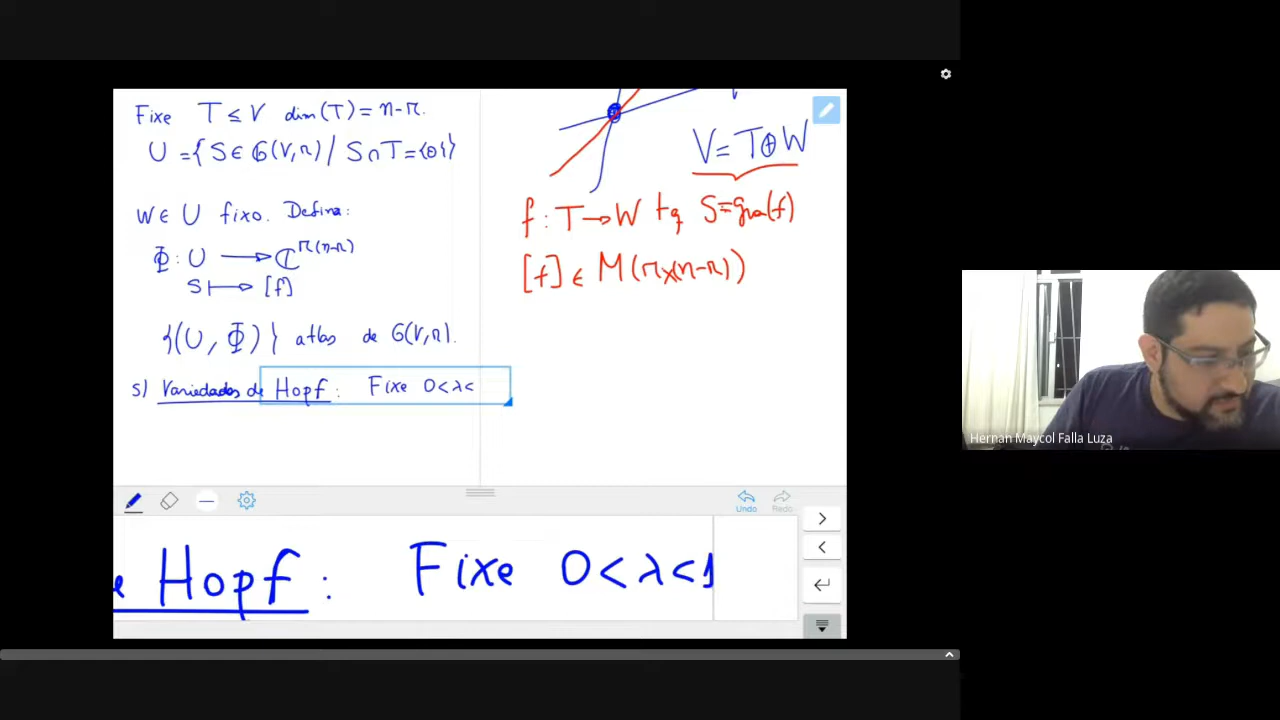 Fixe T ≤ V dim(T) = n-r.
U = {S ∈ G(V,r) / S∩T = {0}}
W ∈ U fixo. Defina:
Φ: U → ℂ^{r(n-r)}
S ↦ [f]
{(U, Φ)} atlas de G(V,r).
5) Variedades de Hopf: Fixe 0<λ<
V = T⊕W
f: T → W tq S = gra(f)
[f] ∈ M(r×(n-r))
Undo
Redo
Hopf: Fixe 0<λ<1
Hernan Maycol Falla Luza